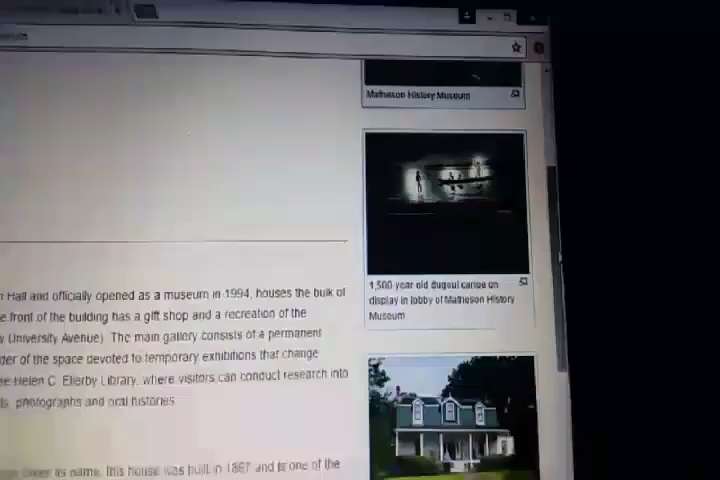 Matheson History Museum
1,500 year old dugout canoe on
display in lobby of Matheson History
Museum
Hall and officially opened as a museum in 1994, houses the bulk of
front of the building has a gift shop and a recreation of the
University Avenue). The main gallery consists of a permanent
of the space devoted to temporary exhibitions that change
Helen C. Ellerby Library, where visitors can conduct research into
photographs and oral histories.
its name, this house was built in 1867 and is one of the